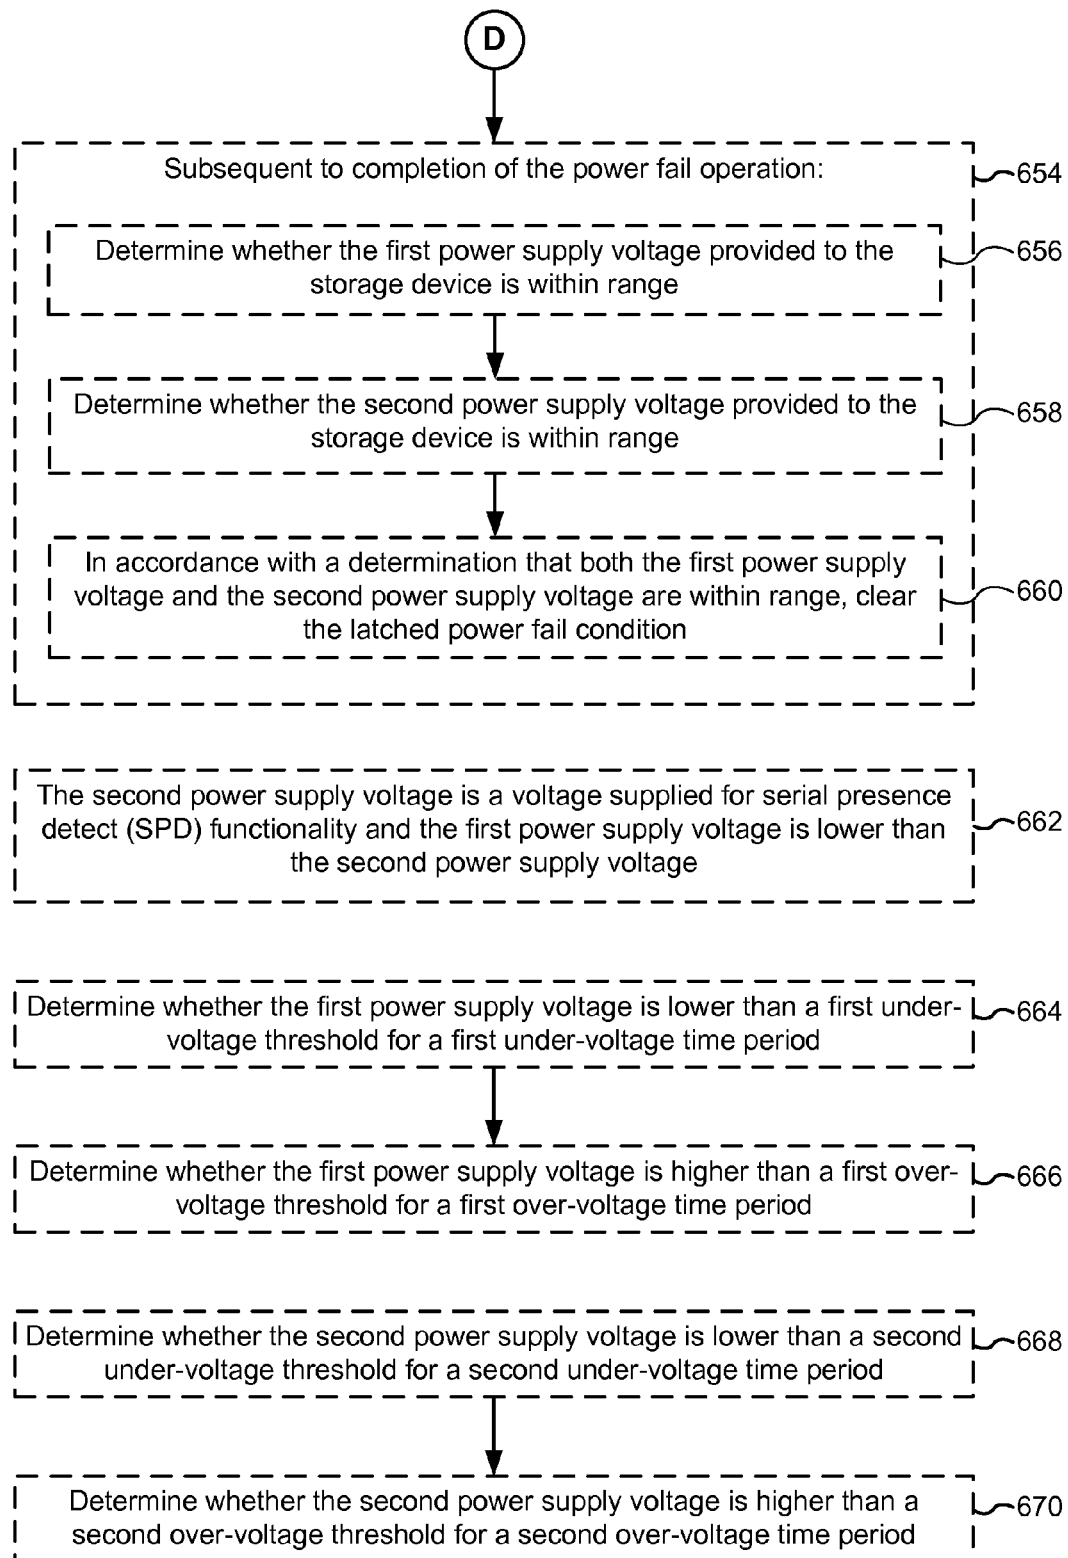 D
Subsequent to completion of the power fail operation:
654
Determine whether the first power supply voltage provided to the
storage device is within range
656
Determine whether the second power supply voltage provided to the
storage device is within range
658
In accordance with a determination that both the first power supply
voltage and the second power supply voltage are within range, clear
the latched power fail condition
660
The second power supply voltage is a voltage supplied for serial presence
detect (SPD) functionality and the first power supply voltage is lower than
the second power supply voltage
662
Determine whether the first power supply voltage is lower than a first under-
voltage threshold for a first under-voltage time period
664
Determine whether the first power supply voltage is higher than a first over-
voltage threshold for a first over-voltage time period
666
Determine whether the second power supply voltage is lower than a second
under-voltage threshold for a second under-voltage time period
668
Determine whether the second power supply voltage is higher than a
second over-voltage threshold for a second over-voltage time period
670